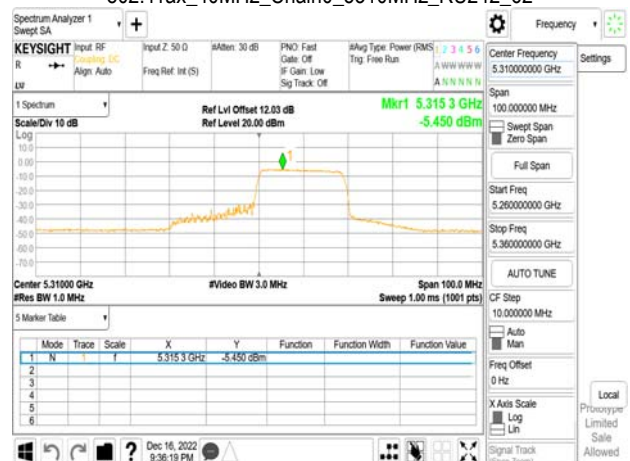 802.11ax_40MHz_Chain0_5310MHz_RU242_62
Spectrum Analyzer 1
Swept SA
Frequency
KEYSIGHT
R
LXI
Input: RF
Coupling: DC
Align: Auto
Input Z: 50 Ω
Freq Ref: Int (S)
#Atten: 30 dB
PNO: Fast
Gate: Off
IF Gain: Low
Sig Track: Off
#Avg Type: Power (RMS
Trig: Free Run
1 2 3 4 5 6
A W W W W W
A N N N N N
Center Frequency
5.310000000 GHz
Settings
Span
100.000000 MHz
Swept Span
Zero Span
Full Span
Start Freq
5.260000000 GHz
Stop Freq
5.360000000 GHz
AUTO TUNE
CF Step
10.000000 MHz
Auto
Man
Freq Offset
0 Hz
X Axis Scale
Log
Lin
Signal Track
Local
Prototype
Limited
Sale
Allowed
1 Spectrum
Scale/Div 10 dB
Log
Ref Lvl Offset 12.03 dB
Ref Level 20.00 dBm
Mkr1 5.315 3 GHz
-5.450 dBm
1
10.0
0.00
-10.0
-20.0
-30.0
-40.0
-50.0
-60.0
-70.0
Center 5.31000 GHz
#Res BW 1.0 MHz
#Video BW 3.0 MHz
Span 100.0 MHz
Sweep 1.00 ms (1001 pts)
5 Marker Table
Mode Trace Scale X Y Function Function Width Function Value
1 N 1 f 5.315 3 GHz -5.450 dBm
2
3
4
5
6
?
Dec 16, 2022
9:36:19 PM